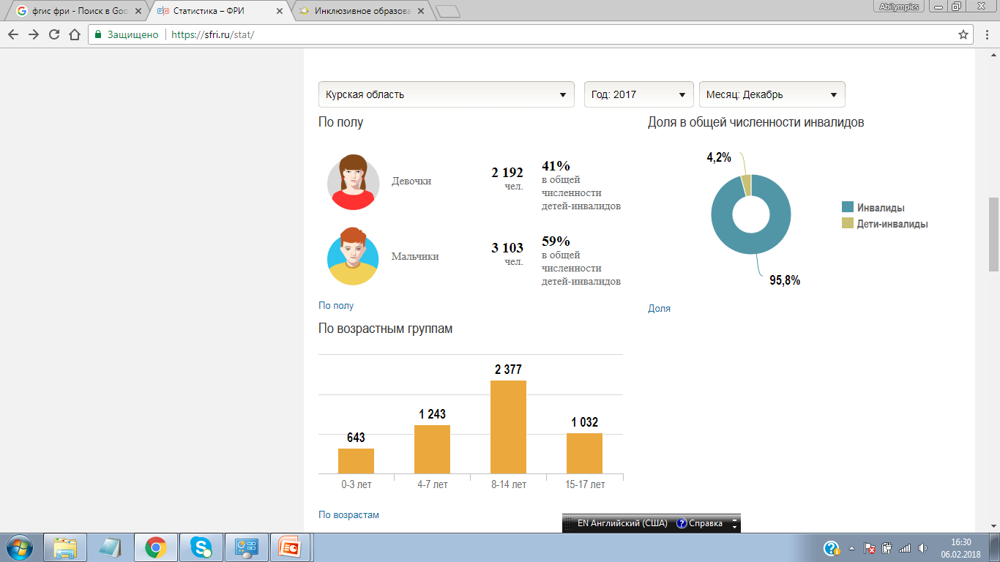 фгис фри - Поиск в Goo
Статистика – ФРИ
Инклюзивное образова
Abilympics
Защищено
https://sfri.ru/stat/
Курская область
Год: 2017
Месяц: Декабрь
По полу
Девочки
2 192
чел.
41%
в общей
численности
детей-инвалидов
Мальчики
3 103
чел.
59%
в общей
численности
детей-инвалидов
По полу
Доля в общей численности инвалидов
4,2%
95,8%
Инвалиды
Дети-инвалиды
Доля
По возрастным группам
643
1 243
2 377
1 032
0-3 лет
4-7 лет
8-14 лет
15-17 лет
По возрастам
EN Английский (США)
Справка
16:30
06.02.2018